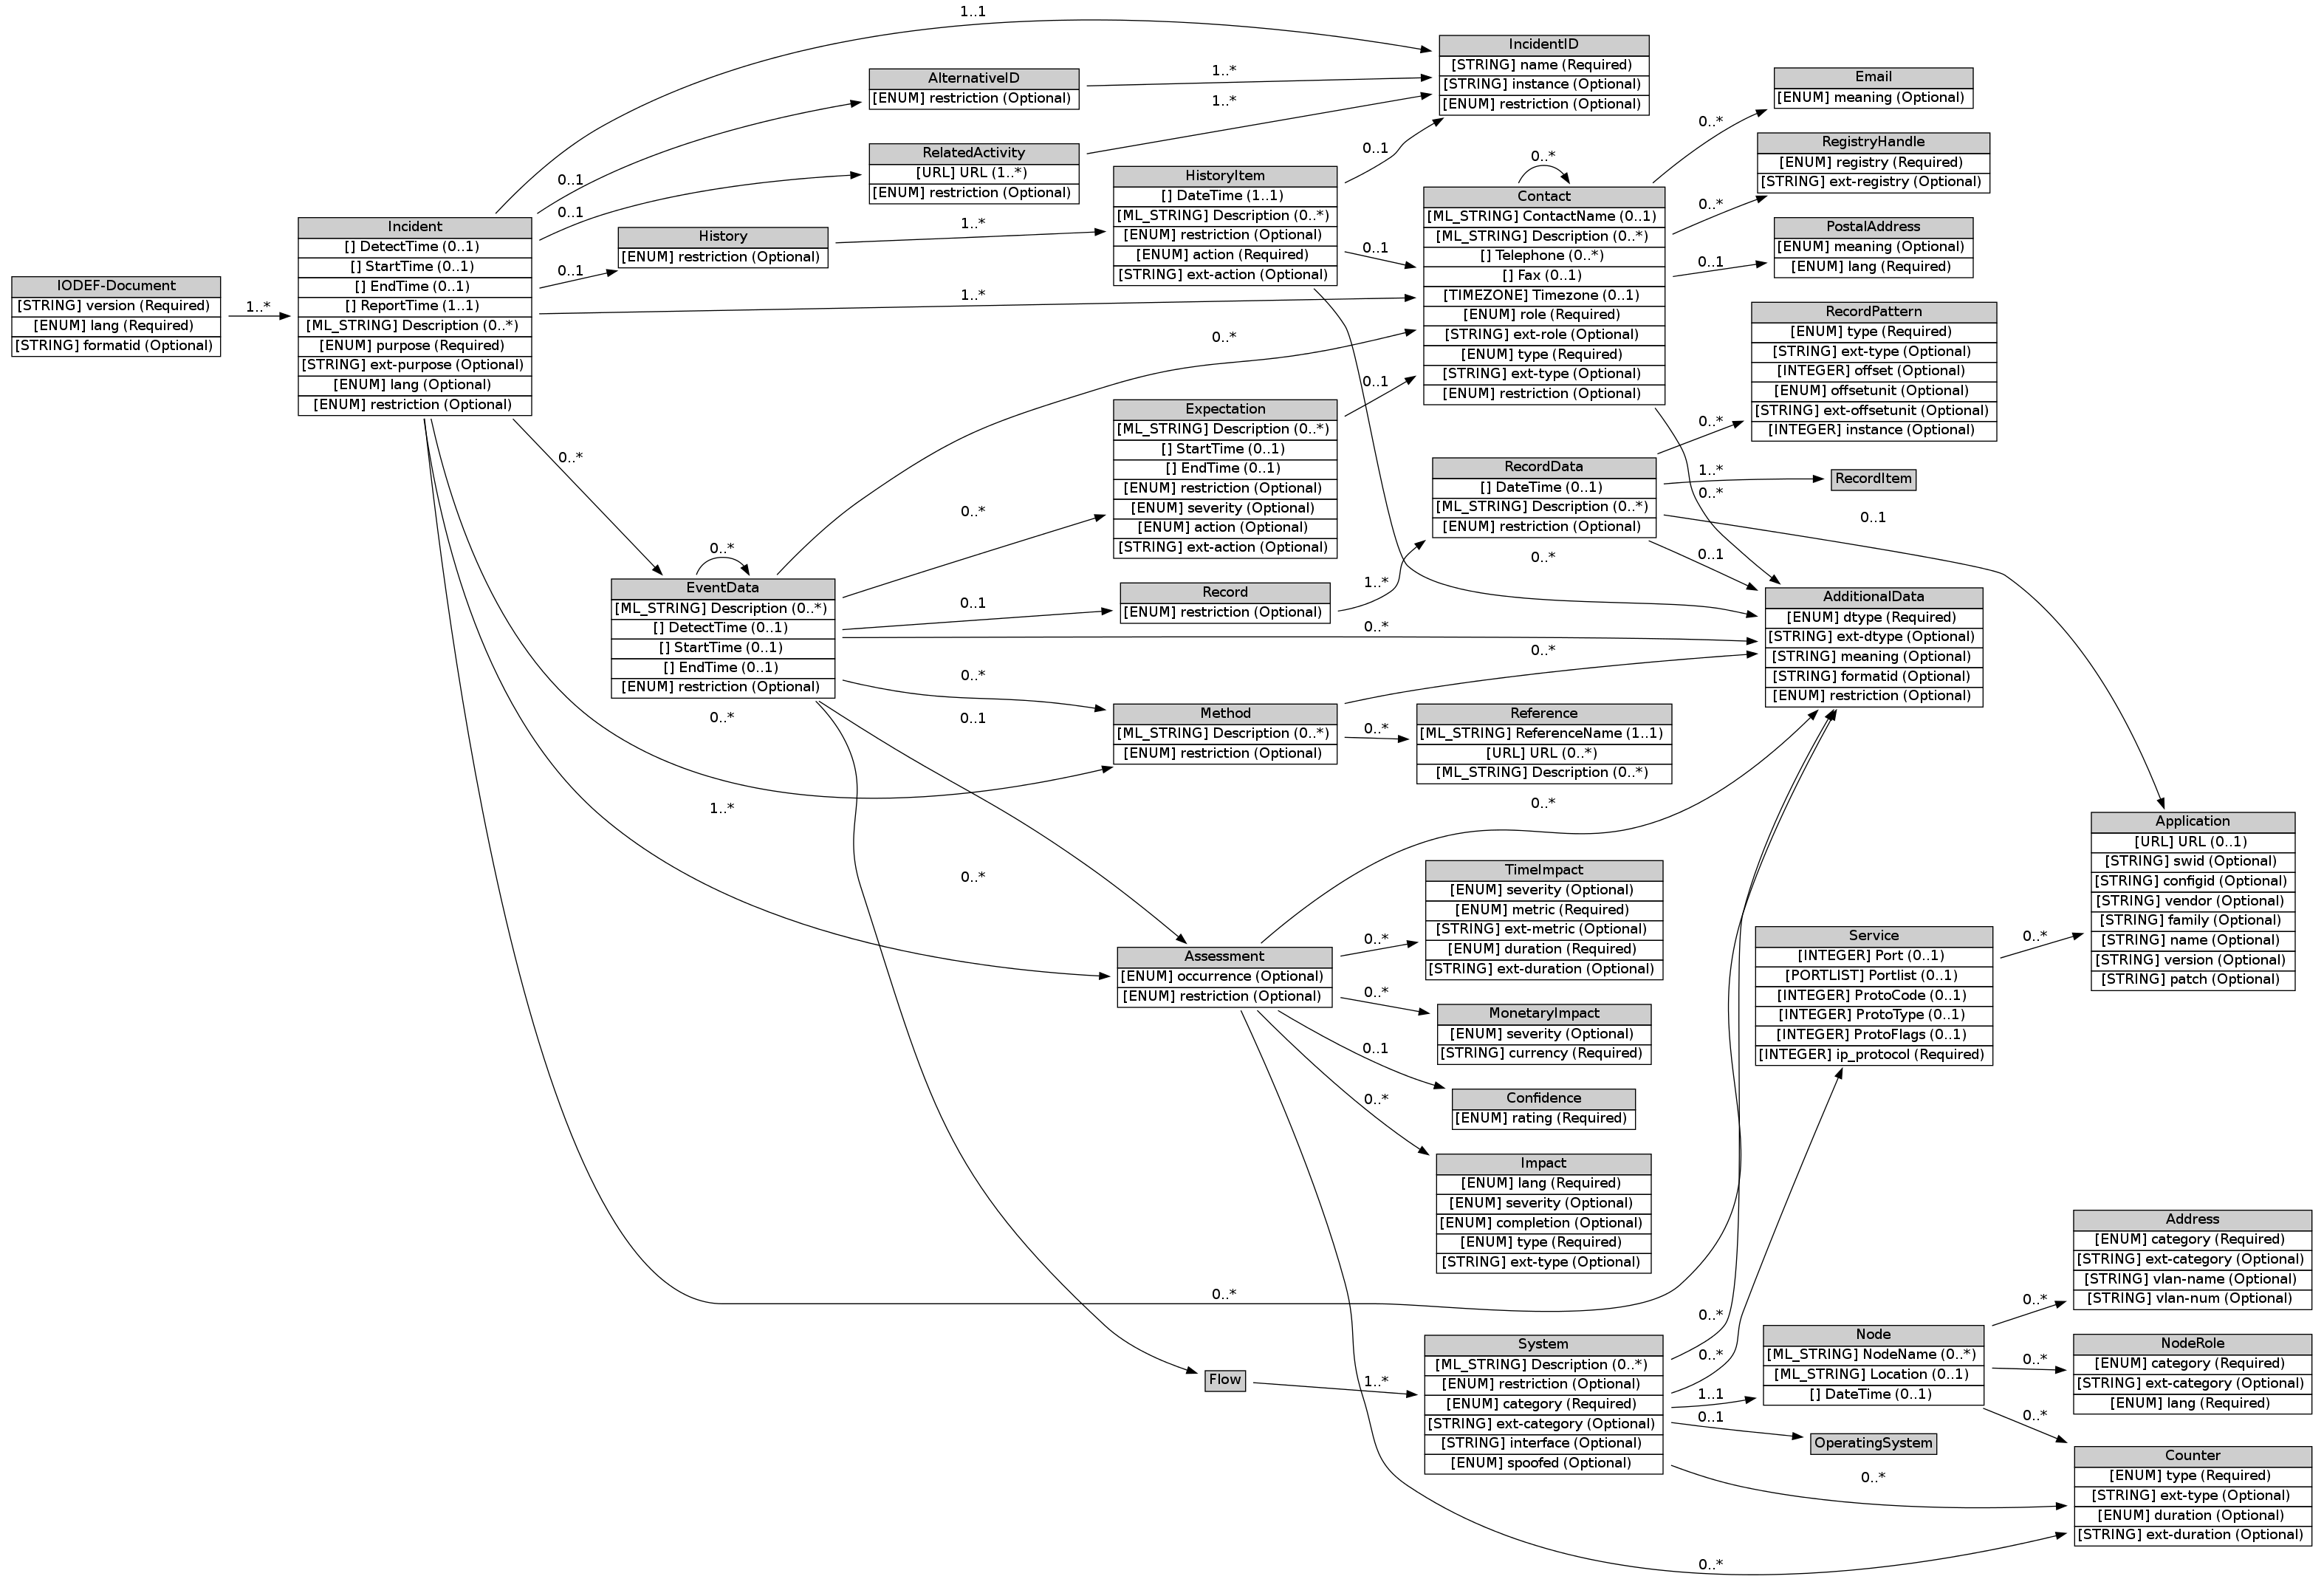 IODEF-Document
[STRING] version (Required)
[ENUM] lang (Required)
[STRING] formatid (Optional)
1..*
Incident
[] DetectTime (0..1)
[] StartTime (0..1)
[] EndTime (0..1)
[] ReportTime (1..1)
[ML_STRING] Description (0..*)
[ENUM] purpose (Required)
[STRING] ext-purpose (Optional)
[ENUM] lang (Optional)
[ENUM] restriction (Optional)
1..1
0..1
0..1
0..1
1..*
0..*
0..*
1..*
0..*
AlternativeID
[ENUM] restriction (Optional)
1..*
RelatedActivity
[URL] URL (1..*)
[ENUM] restriction (Optional)
1..*
History
[ENUM] restriction (Optional)
1..*
EventData
[ML_STRING] Description (0..*)
[] DetectTime (0..1)
[] StartTime (0..1)
[] EndTime (0..1)
[ENUM] restriction (Optional)
0..*
0..*
0..*
0..1
0..*
0..*
0..1
0..*
HistoryItem
[] DateTime (1..1)
[ML_STRING] Description (0..*)
[ENUM] restriction (Optional)
[ENUM] action (Required)
[STRING] ext-action (Optional)
0..1
0..1
0..*
Expectation
[ML_STRING] Description (0..*)
[] StartTime (0..1)
[] EndTime (0..1)
[ENUM] restriction (Optional)
[ENUM] severity (Optional)
[ENUM] action (Optional)
[STRING] ext-action (Optional)
0..1
Record
[ENUM] restriction (Optional)
1..*
Method
[ML_STRING] Description (0..*)
[ENUM] restriction (Optional)
0..*
0..*
Assessment
[ENUM] occurrence (Optional)
[ENUM] restriction (Optional)
0..*
0..*
0..*
0..1
0..*
0..*
Flow
1..*
IncidentID
[STRING] name (Required)
[STRING] instance (Optional)
[ENUM] restriction (Optional)
Contact
[ML_STRING] ContactName (0..1)
[ML_STRING] Description (0..*)
[] Telephone (0..*)
[] Fax (0..1)
[TIMEZONE] Timezone (0..1)
[ENUM] role (Required)
[STRING] ext-role (Optional)
[ENUM] type (Required)
[STRING] ext-type (Optional)
[ENUM] restriction (Optional)
0..*
0..*
0..*
0..1
0..*
RecordData
[] DateTime (0..1)
[ML_STRING] Description (0..*)
[ENUM] restriction (Optional)
0..*
1..*
0..1
0..1
Reference
[ML_STRING] ReferenceName (1..1)
[URL] URL (0..*)
[ML_STRING] Description (0..*)
TimeImpact
[ENUM] severity (Optional)
[ENUM] metric (Required)
[STRING] ext-metric (Optional)
[ENUM] duration (Required)
[STRING] ext-duration (Optional)
MonetaryImpact
[ENUM] severity (Optional)
[STRING] currency (Required)
Confidence
[ENUM] rating (Required)
Impact
[ENUM] lang (Required)
[ENUM] severity (Optional)
[ENUM] completion (Optional)
[ENUM] type (Required)
[STRING] ext-type (Optional)
System
[ML_STRING] Description (0..*)
[ENUM] restriction (Optional)
[ENUM] category (Required)
[STRING] ext-category (Optional)
[STRING] interface (Optional)
[ENUM] spoofed (Optional)
0..*
0..*
1..1
0..1
0..*
Email
[ENUM] meaning (Optional)
RegistryHandle
[ENUM] registry (Required)
[STRING] ext-registry (Optional)
PostalAddress
[ENUM] meaning (Optional)
[ENUM] lang (Required)
RecordPattern
[ENUM] type (Required)
[STRING] ext-type (Optional)
[INTEGER] offset (Optional)
[ENUM] offsetunit (Optional)
[STRING] ext-offsetunit (Optional)
[INTEGER] instance (Optional)
RecordItem
AdditionalData
[ENUM] dtype (Required)
[STRING] ext-dtype (Optional)
[STRING] meaning (Optional)
[STRING] formatid (Optional)
[ENUM] restriction (Optional)
Service
[INTEGER] Port (0..1)
[PORTLIST] Portlist (0..1)
[INTEGER] ProtoCode (0..1)
[INTEGER] ProtoType (0..1)
[INTEGER] ProtoFlags (0..1)
[INTEGER] ip_protocol (Required)
0..*
Node
[ML_STRING] NodeName (0..*)
[ML_STRING] Location (0..1)
[] DateTime (0..1)
0..*
0..*
0..*
OperatingSystem
Application
[URL] URL (0..1)
[STRING] swid (Optional)
[STRING] configid (Optional)
[STRING] vendor (Optional)
[STRING] family (Optional)
[STRING] name (Optional)
[STRING] version (Optional)
[STRING] patch (Optional)
Address
[ENUM] category (Required)
[STRING] ext-category (Optional)
[STRING] vlan-name (Optional)
[STRING] vlan-num (Optional)
NodeRole
[ENUM] category (Required)
[STRING] ext-category (Optional)
[ENUM] lang (Required)
Counter
[ENUM] type (Required)
[STRING] ext-type (Optional)
[ENUM] duration (Optional)
[STRING] ext-duration (Optional)